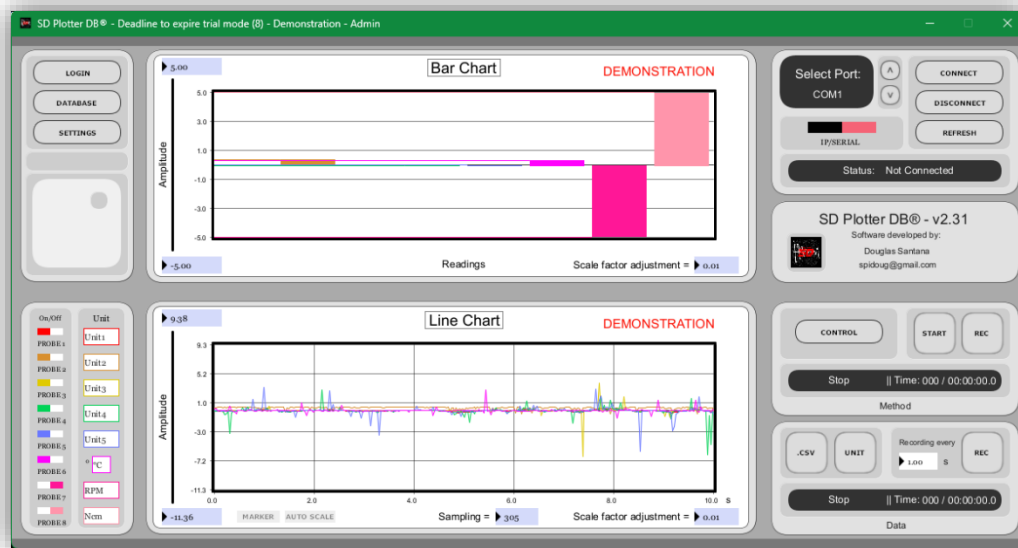 SD Plotter DB® - Deadline to expire trial mode (8) - Demonstration - Admin
LOGIN
DATABASE
SETTINGS
5.00
Bar Chart
DEMONSTRATION
5.0
3.0
1.0
-1.0
-3.0
-5.0
Amplitude
-5.00
Readings
Scale factor adjustment =
0.01
Select Port:
COM1
IP/SERIAL
CONNECT
DISCONNECT
REFRESH
Status: Not Connected
SD Plotter DB® - v2.31
Software developed by:
Douglas Santana
spidoug@gmail.com
On/Off
Unit
PROBE 1
Unit1
PROBE 2
Unit2
PROBE 3
Unit3
PROBE 4
Unit4
PROBE 5
Unit5
PROBE 6
° °C
PROBE 7
RPM
PROBE 8
Ncm
9.38
Line Chart
DEMONSTRATION
9.3
5.2
1.0
-3.0
-7.2
-11.3
Amplitude
0.0
2.0
4.0
6.0
8.0
10.0
S
-11.36
MARKER
AUTO SCALE
Sampling =
305
Scale factor adjustment =
0.01
CONTROL
START
REC
Stop
|| Time: 000 / 00:00:00.0
Method
.CSV
UNIT
Recording every
1.00
S
REC
Stop
|| Time: 000 / 00:00:00.0
Data